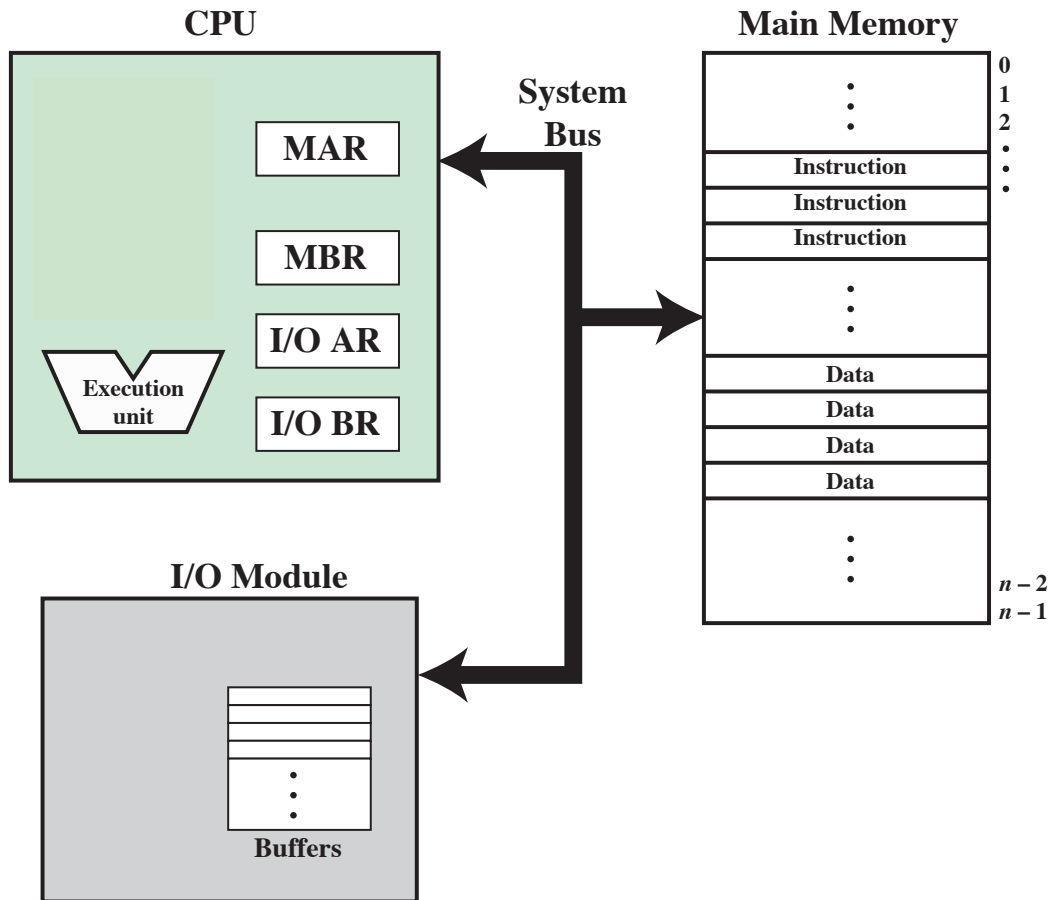 CPU
MAR
MBR
I/O AR
I/O BR
Execution
unit
System
Bus
Main Memory
0
1
2
Instruction
Instruction
Instruction
Data
Data
Data
Data
n – 2
n – 1
I/O Module
Buffers